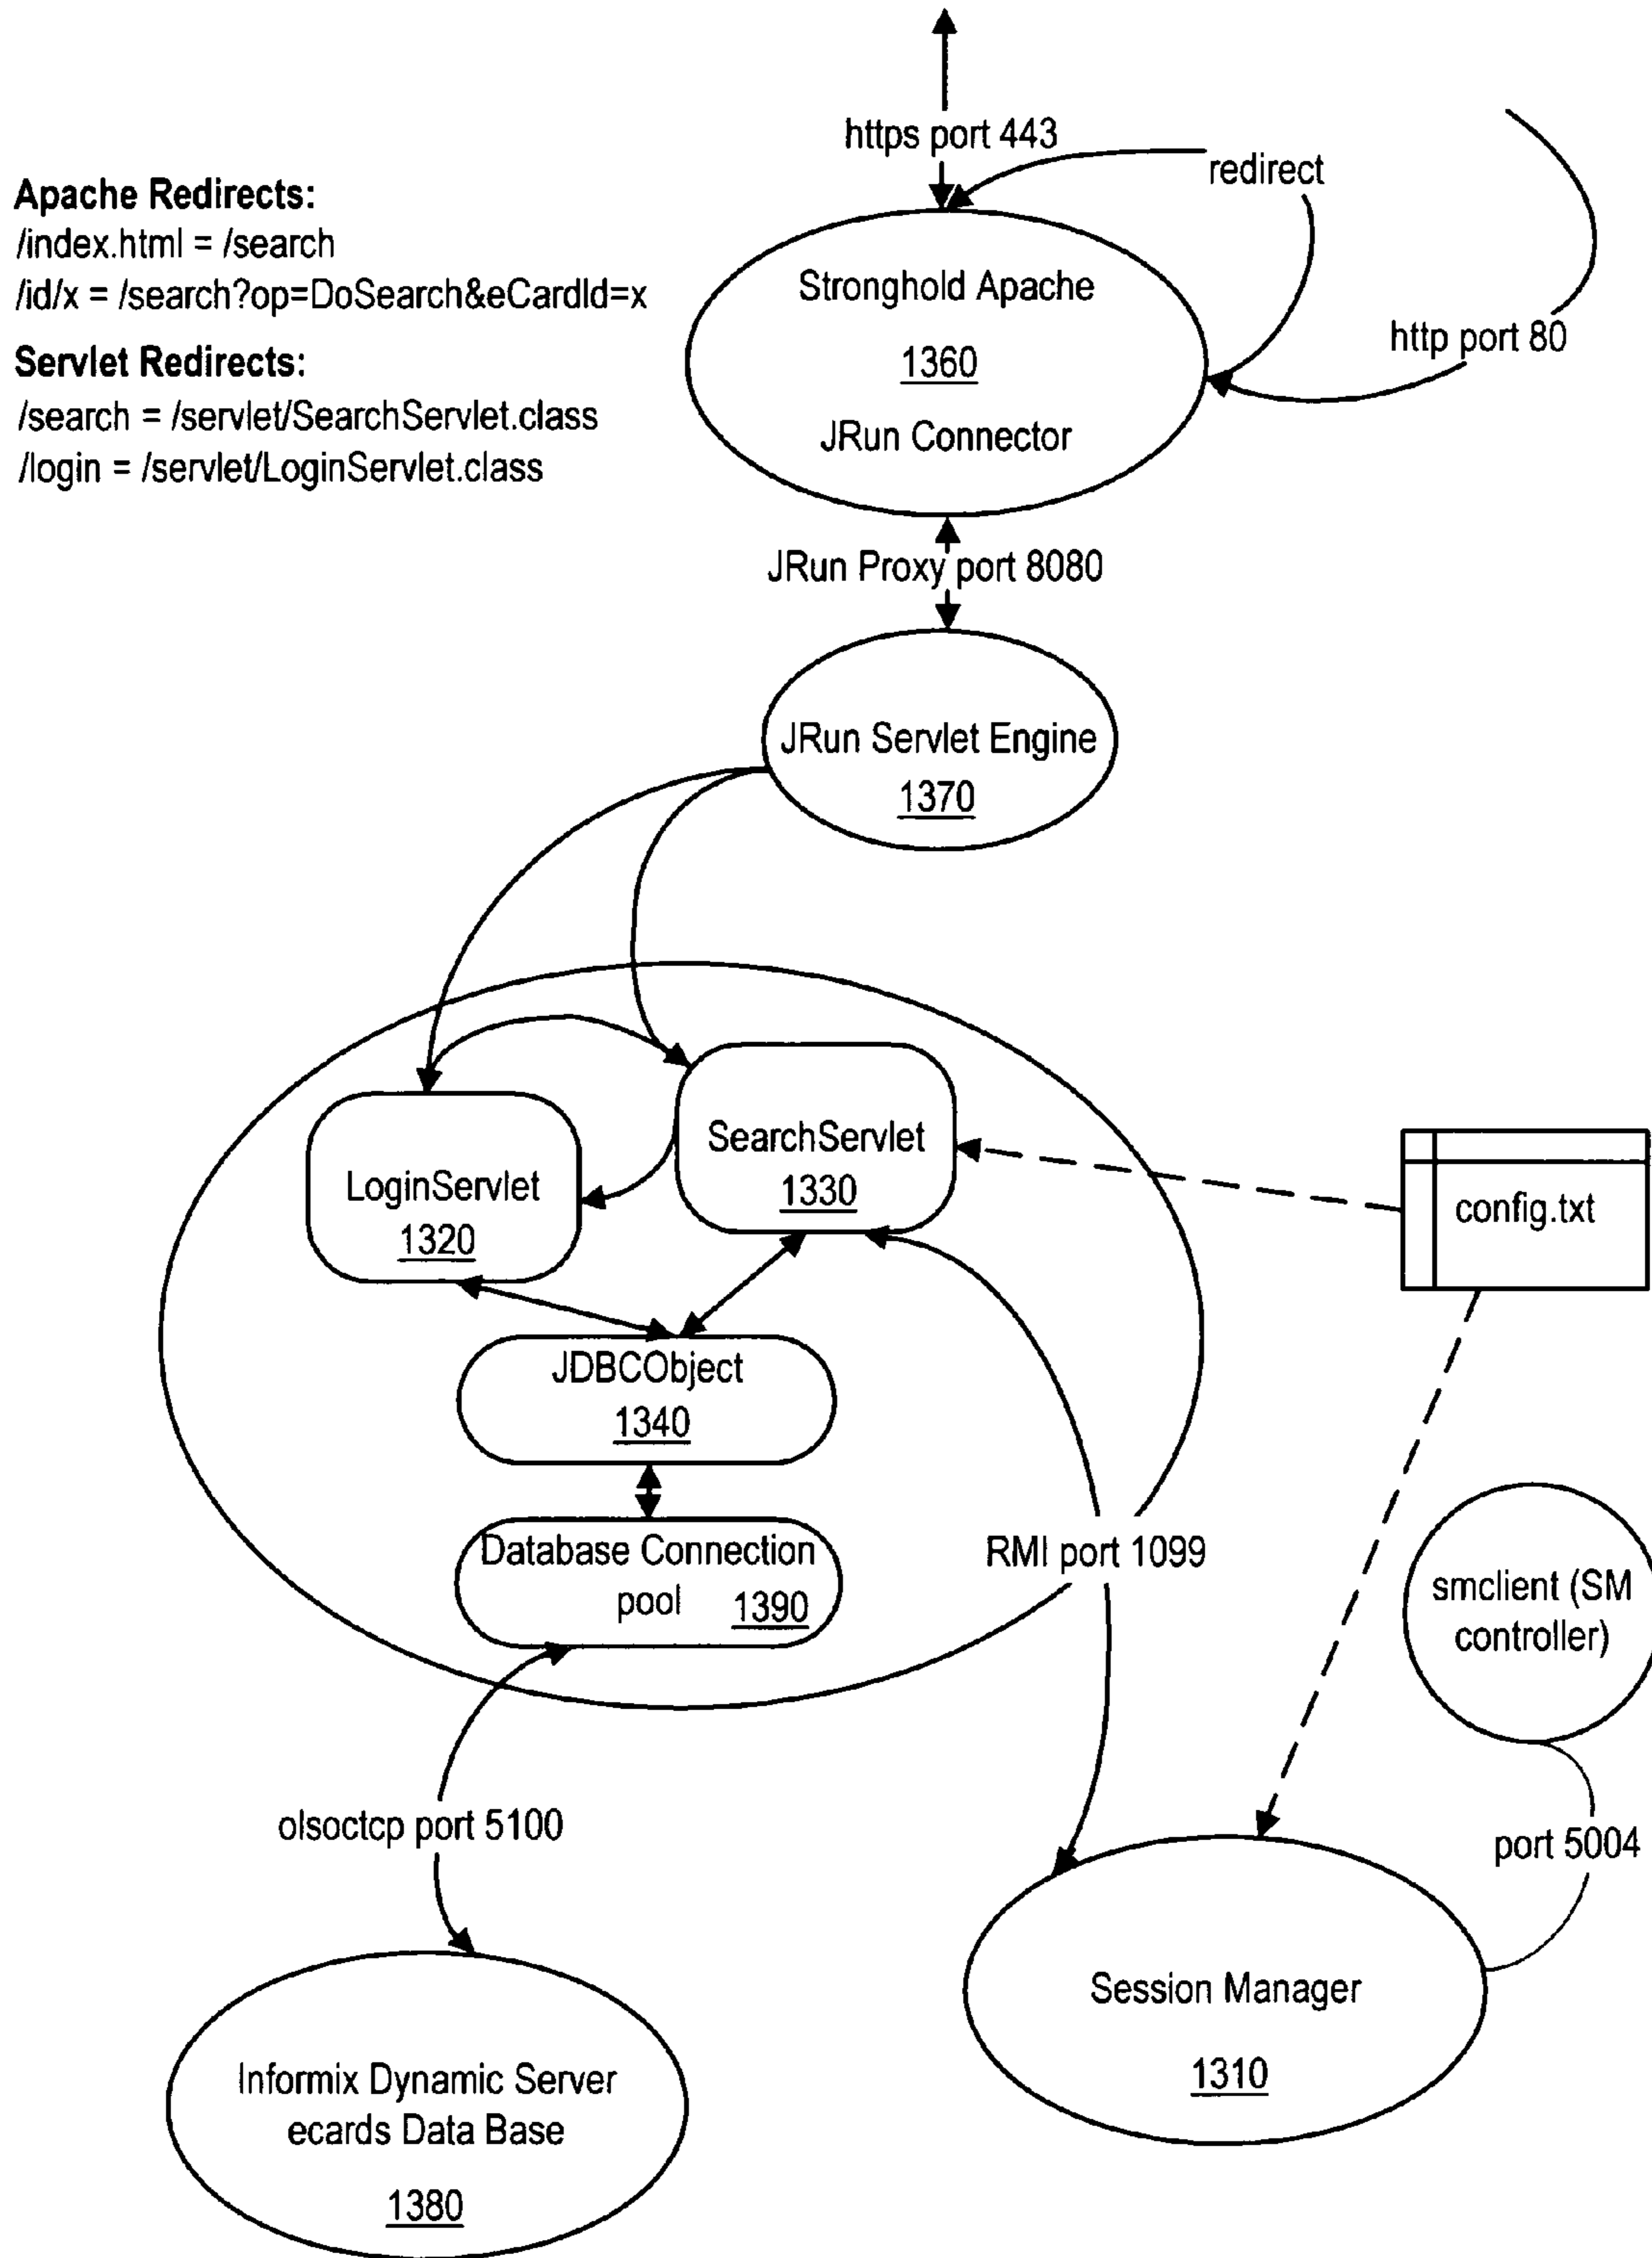 https port 443
redirect
Apache Redirects:
/index.html = /search
/id/x = /search?op=DoSearch&eCardId=x
Servlet Redirects:
/search = /servlet/SearchServlet.class
/login = /servlet/LoginServlet.class
Stronghold Apache
1360
JRun Connector
http port 80
JRun Proxy port 8080
JRun Servlet Engine
1370
SearchServlet
1330
LoginServlet
1320
config.txt
JDBCObject
1340
Database Connection
pool 1390
RMI port 1099
smclient (SM
controller)
olsoctcp port 5100
port 5004
Session Manager
1310
Informix Dynamic Server
ecards Data Base
1380